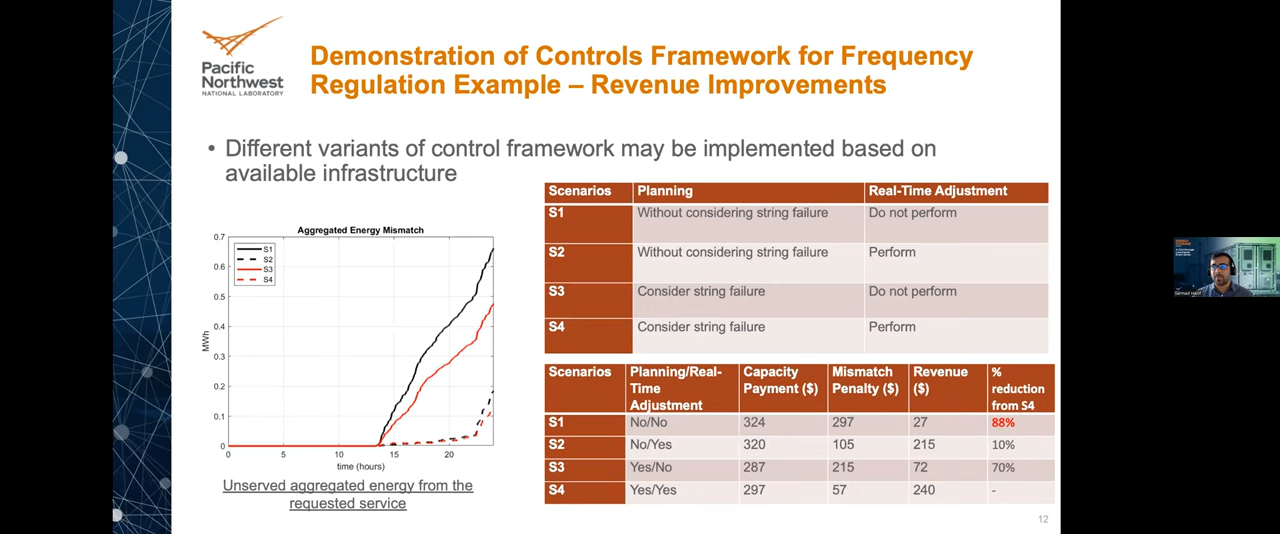 Pacific
Northwest
NATIONAL LABORATORY
Demonstration of Controls Framework for Frequency
Regulation Example – Revenue Improvements
• Different variants of control framework may be implemented based on
available infrastructure
Aggregated Energy Mismatch
0.7
0.6
0.5
0.4
0.3
0.2
0.1
0
MWh
S1
S2
S3
S4
0 5 10 15 20
time (hours)
Unserved aggregated energy from the
requested service
Scenarios Planning Real-Time Adjustment
S1 Without considering string failure Do not perform
S2 Without considering string failure Perform
S3 Consider string failure Do not perform
S4 Consider string failure Perform
Scenarios Planning/Real- Capacity Mismatch Revenue %
Time Payment ($) Penalty ($) ($) reduction
Adjustment from S4
S1 No/No 324 297 27 88%
S2 No/Yes 320 105 215 10%
S3 Yes/No 287 215 72 70%
S4 Yes/Yes 297 57 240 -
12
Sarmad Hanif